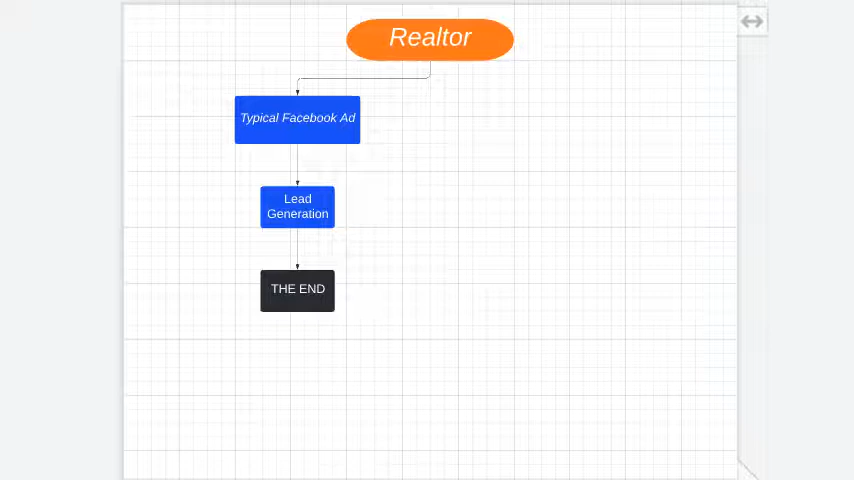 Realtor
Typical Facebook Ad
Lead
Generation
THE END